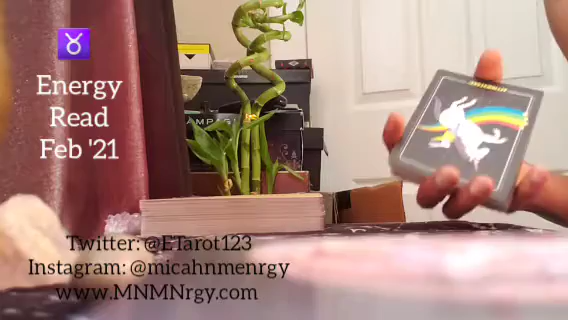 ♉
Energy
Read
Feb '21
Twitter: @ETarot123
Instagram: @micahnmenrgy
www.MNMNrgy.com